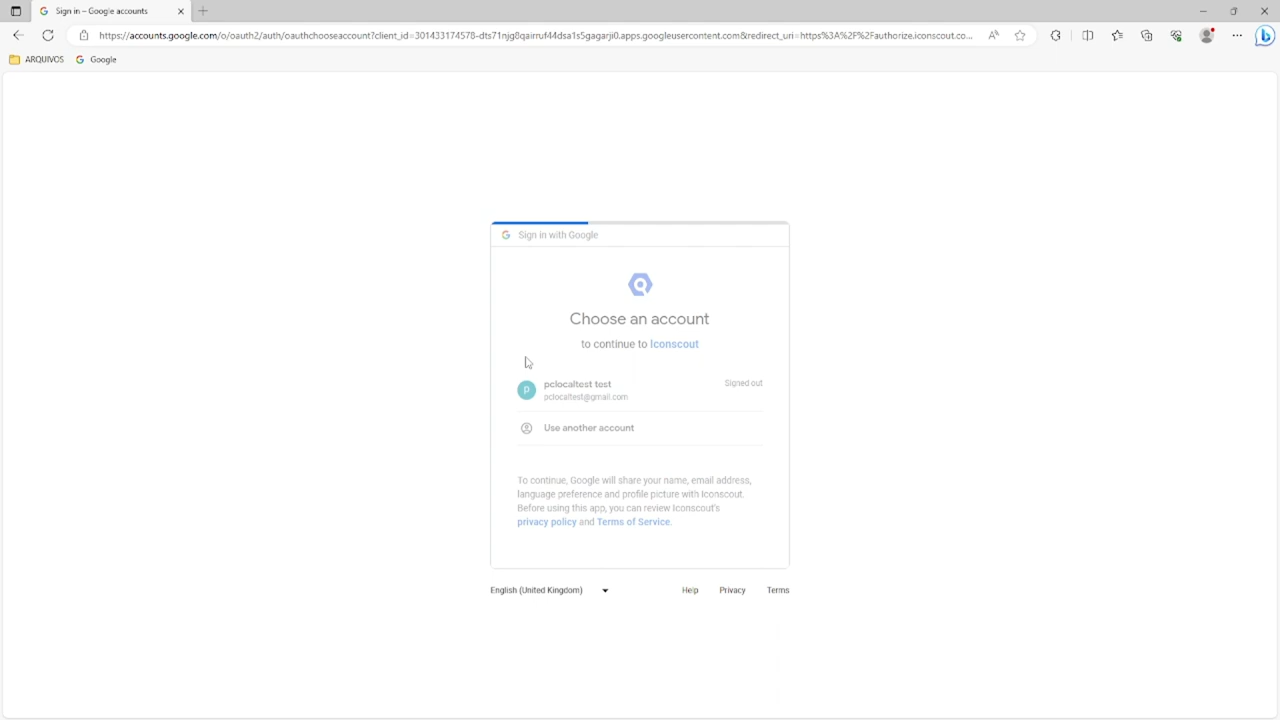 Sign in – Google accounts
https://accounts.google.com/o/oauth2/auth/oauthchooseaccount?client_id=301433174578-dts71njg8qairruf44dsa1s5gagarji0.apps.googleusercontent.com&redirect_uri=https%3A%2F%2Fauthorize.iconscout.co...
ARQUIVOS
Google
Sign in with Google
Choose an account
to continue to Iconscout
P
pclocaltest test
Signed out
pclocaltest@gmail.com
Use another account
To continue, Google will share your name, email address,
language preference and profile picture with Iconscout.
Before using this app, you can review Iconscout's
privacy policy and Terms of Service.
English (United Kingdom)
Help
Privacy
Terms